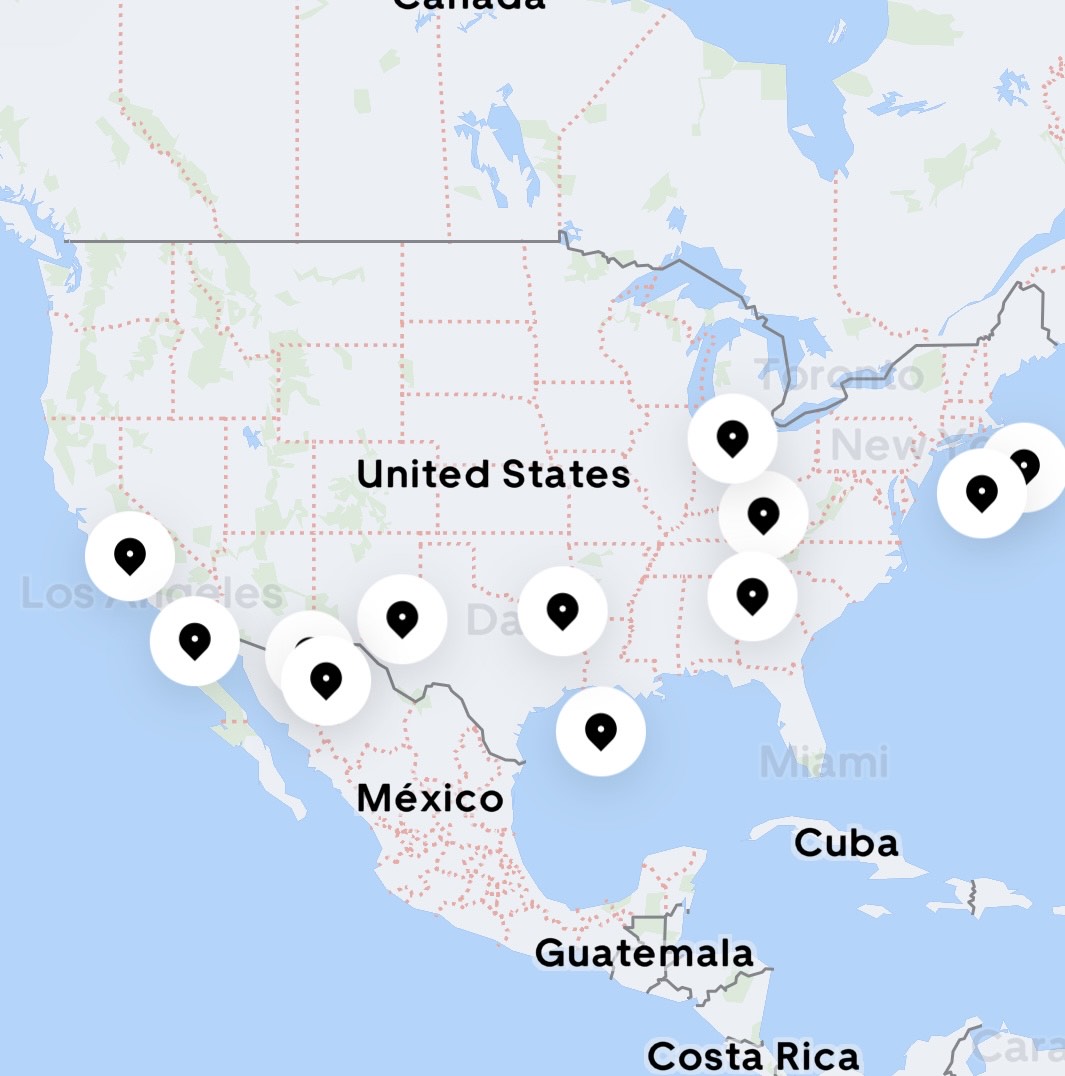 Canada
Toronto
New Yo
United States
Los Angeles
Da
Miami
México
Cuba
Guatemala
Costa Rica
Cara